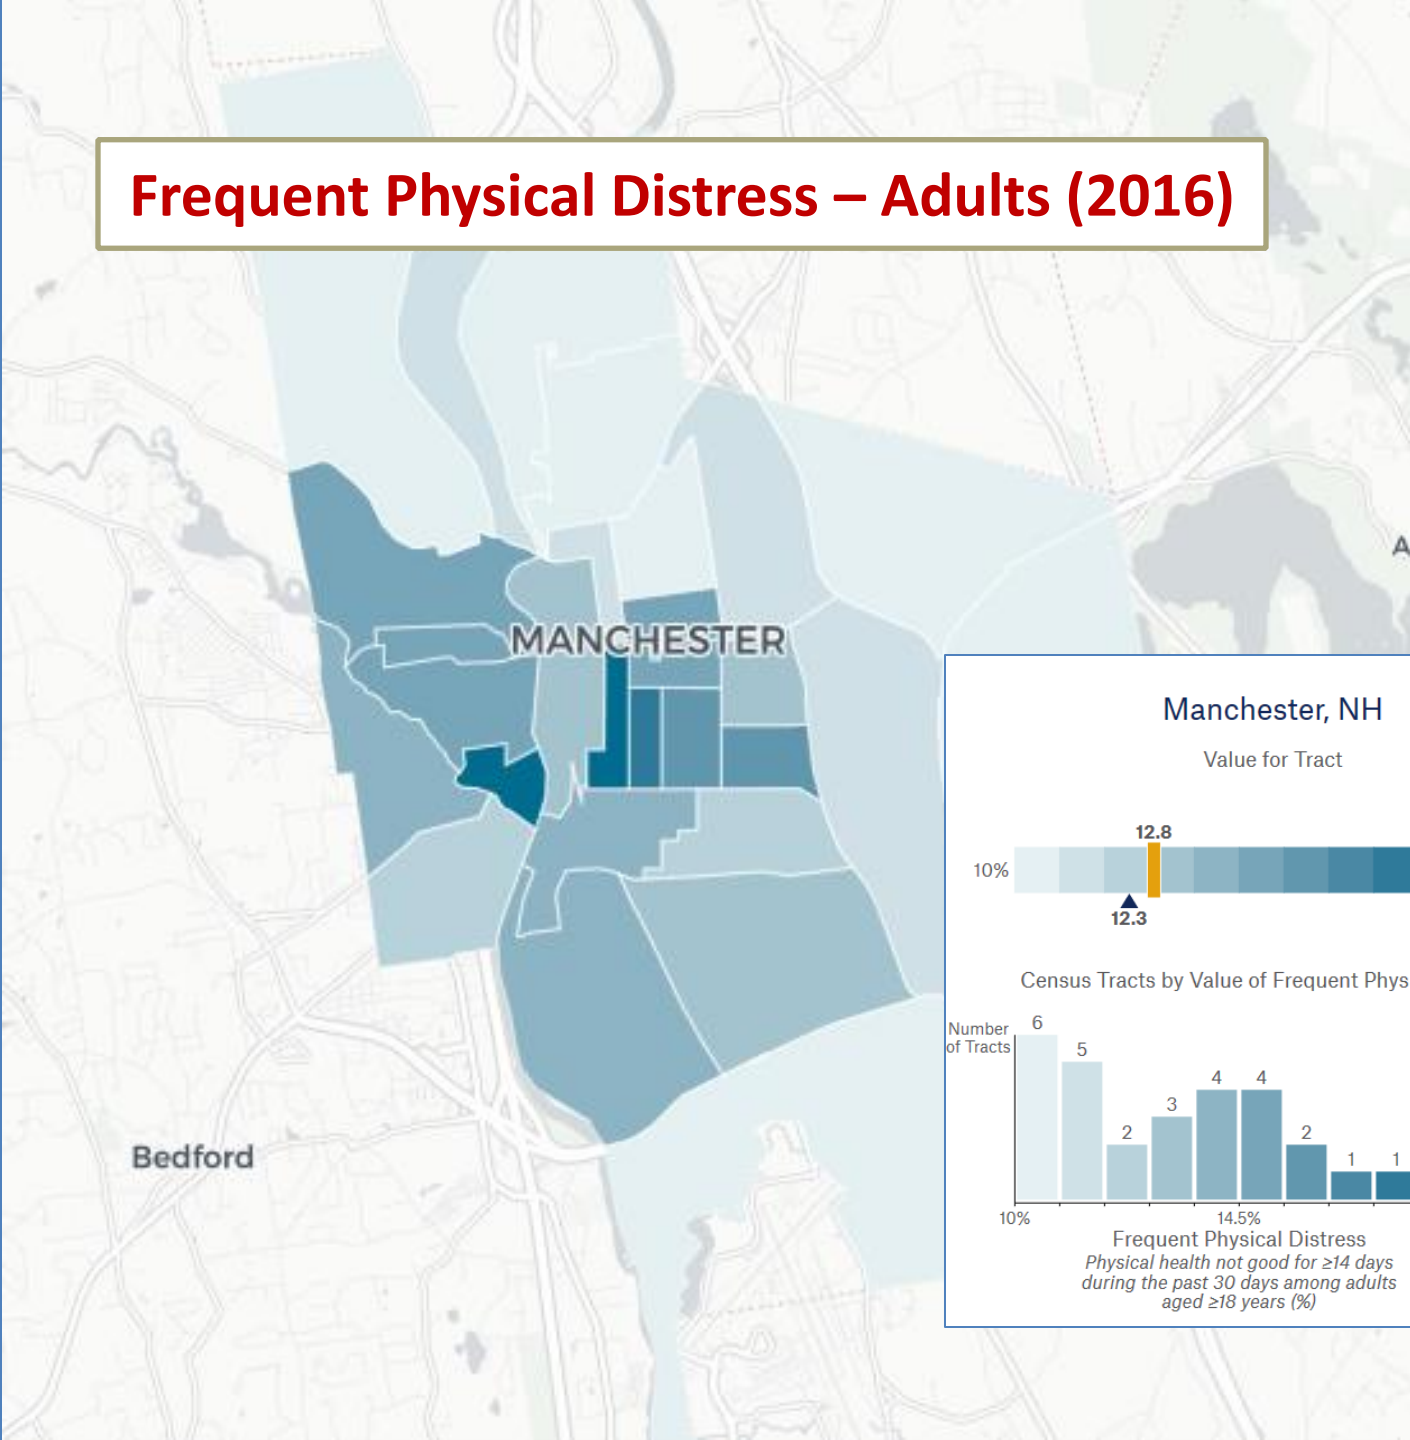 Frequent Physical Distress – Adults (2016)
A
MANCHESTER
Manchester, NH
Value for Tract
12.8
10%
12.3
Census Tracts by Value of Frequent Phys
Number
of Tracts
6
5
2
3
4
4
2
1
1
10%
14.5%
Frequent Physical Distress
Physical health not good for ≥14 days
during the past 30 days among adults
aged ≥18 years (%)
Bedford